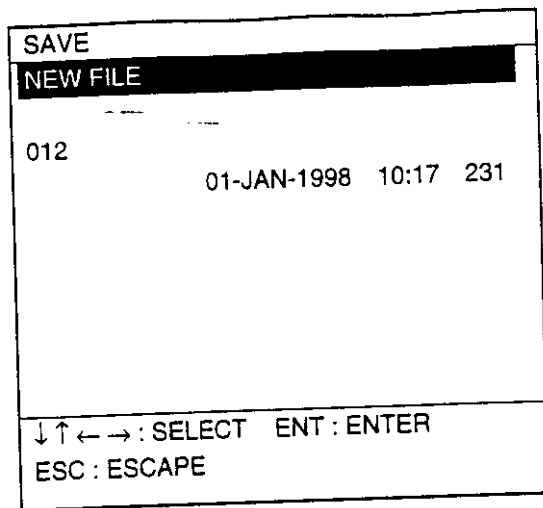 SAVE
NEW FILE
012
01-JAN-1998 10:17 231
↓↑←→: SELECT ENT : ENTER
ESC : ESCAPE